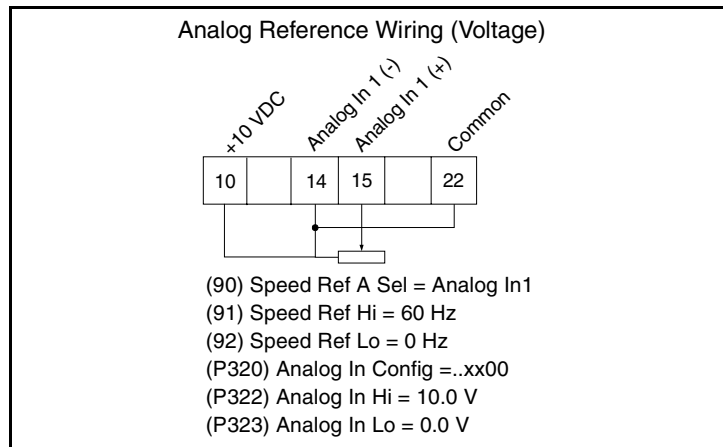 Analog Reference Wiring (Voltage)
+10 VDC
Analog In 1 (-)
Analog In 1 (+)
Common
10 14 15 22
(90) Speed Ref A Sel = Analog In1
(91) Speed Ref Hi = 60 Hz
(92) Speed Ref Lo = 0 Hz
(P320) Analog In Config =..xx00
(P322) Analog In Hi = 10.0 V
(P323) Analog In Lo = 0.0 V